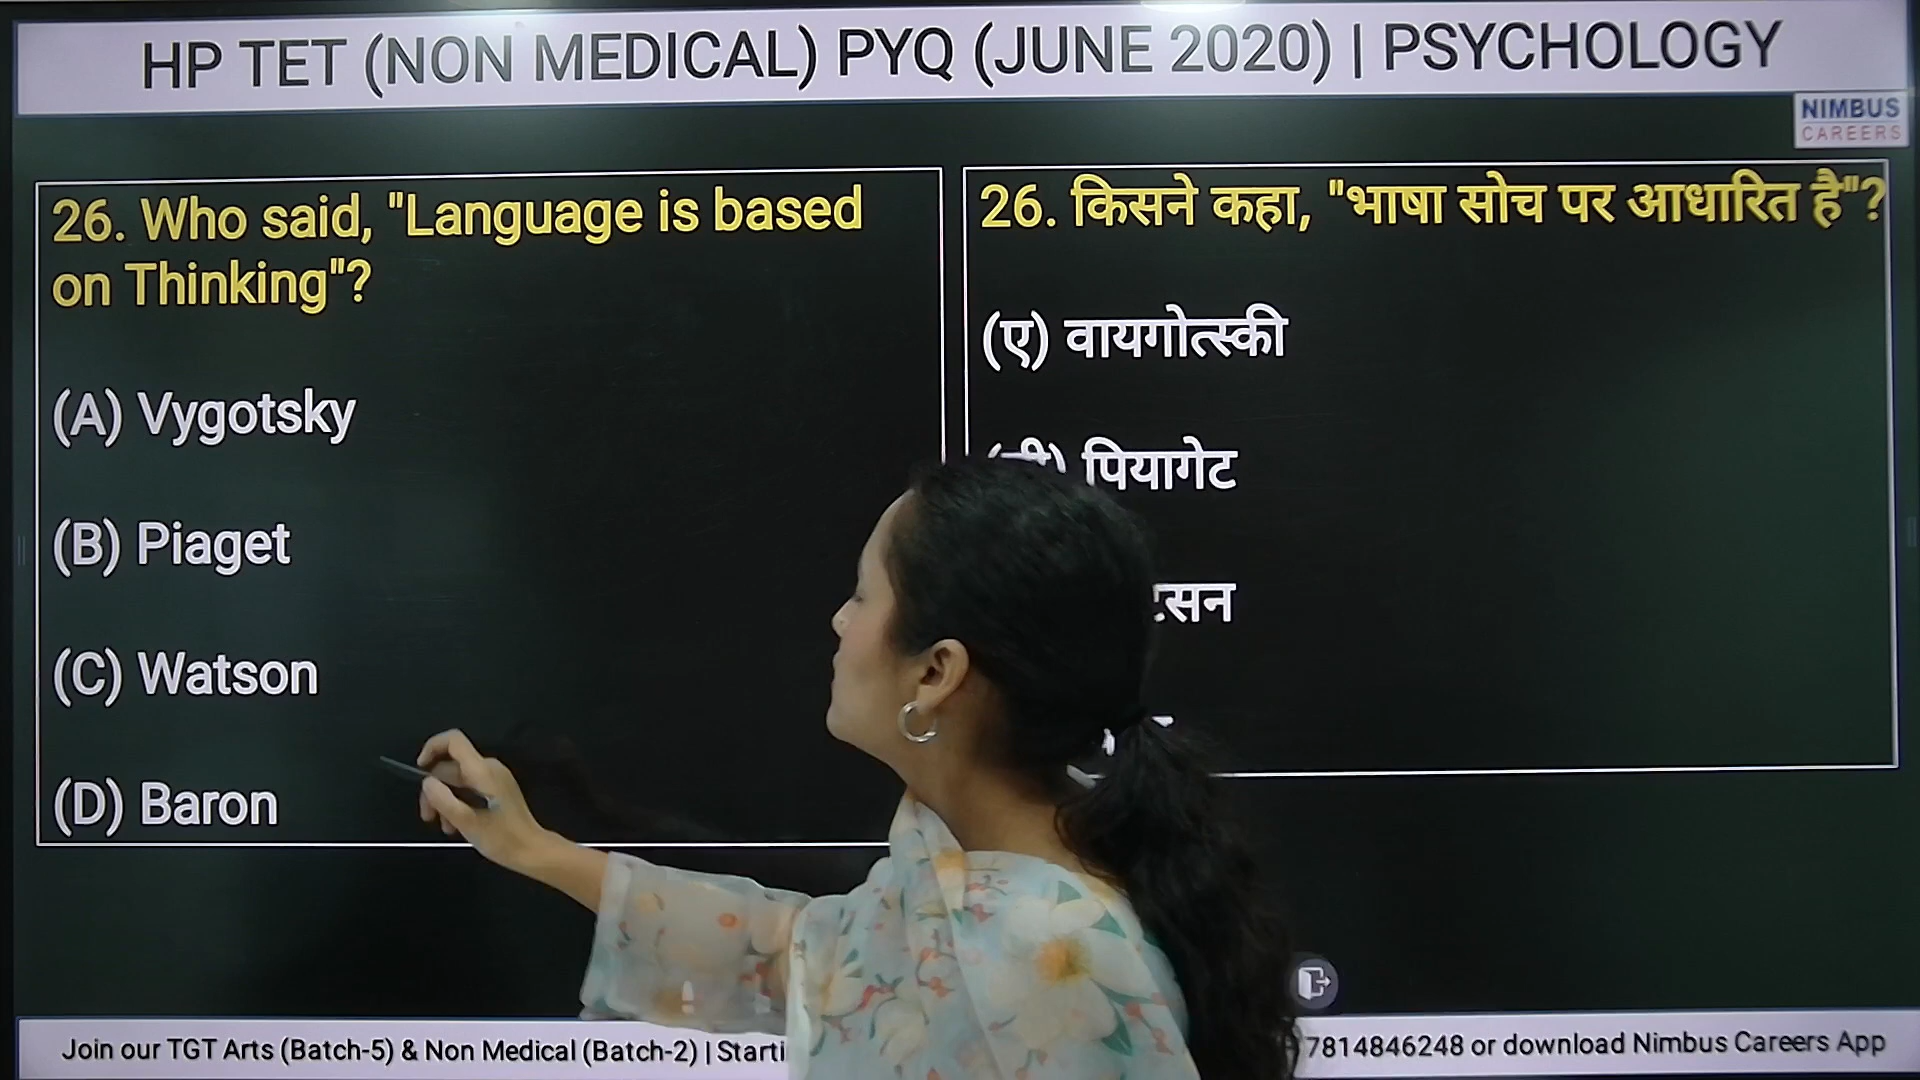 HP TET (NON MEDICAL) PYQ (JUNE 2020) | PSYCHOLOGY
NIMBUS
CAREERS
26. Who said, "Language is based
on Thinking"?
(A) Vygotsky
(B) Piaget
(C) Watson
(D) Baron
26. किसने कहा, "भाषा सोच पर आधारित है"?
(ए) वायगोत्स्की
पियागेट
Join our TGT Arts (Batch-5) & Non Medical (Batch-2) |
7814846248 or download Nimbus Careers App